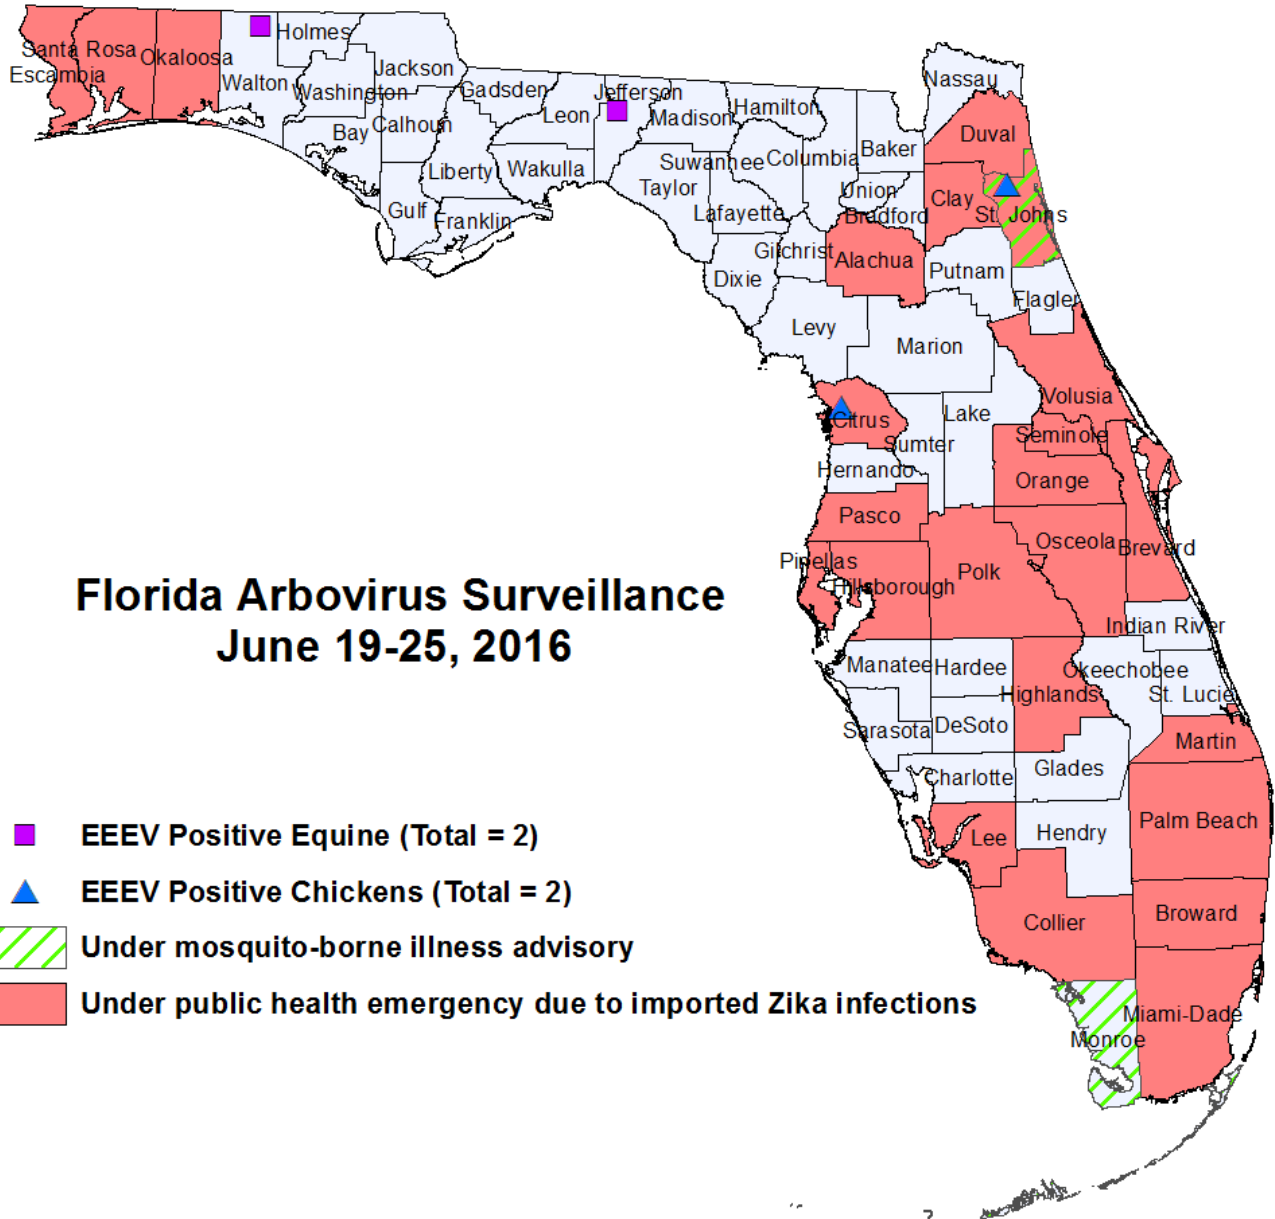 Holmes
Santa Rosa
Okaloosa
Escambia
Walton
Jackson
Washington
Gadsden
Jefferson
Nassau
Leon
Madison
Hamilton
Bay
Calhoun
Duval
Suwannee
Columbia
Baker
Liberty
Wakulla
Taylor
Union
Clay
Gulf
Franklin
Lafayette
Bradford
St. Johns
Gilchrist
Alachua
Dixie
Putnam
Flagler
Levy
Marion
Volusia
Citrus
Lake
Seminole
Sumter
Hernando
Orange
Pasco
Osceola
Brevard
Pinellas
Hillsborough
Polk
Florida Arbovirus Surveillance
June 19-25, 2016
Indian River
Manatee
Hardee
Okeechobee
Highlands
St. Lucie
Sarasota
DeSoto
Martin
Charlotte
Glades
Palm Beach
Lee
Hendry
EEEV Positive Equine (Total = 2)
EEEV Positive Chickens (Total = 2)
Broward
Collier
Under mosquito-borne illness advisory
Under public health emergency due to imported Zika infections
Miami-Dade
Monroe